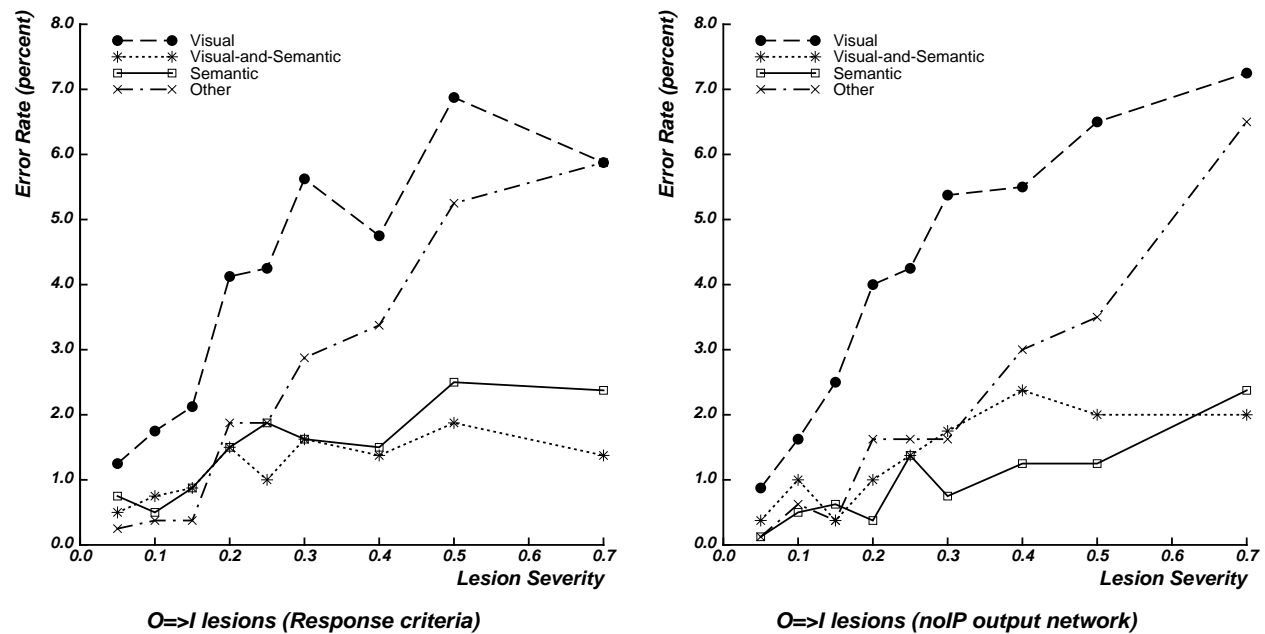 8.0
7.0
6.0
5.0
4.0
3.0
2.0
1.0
0.0
Error Rate (percent)
Visual
Visual-and-Semantic
Semantic
Other
0.0 0.1 0.2 0.3 0.4 0.5 0.6 0.7
Lesion Severity
O=>I lesions (Response criteria)
8.0
7.0
6.0
5.0
4.0
3.0
2.0
1.0
0.0
Error Rate (percent)
Visual
Visual-and-Semantic
Semantic
Other
0.0 0.1 0.2 0.3 0.4 0.5 0.6 0.7
Lesion Severity
O=>I lesions (noIP output network)